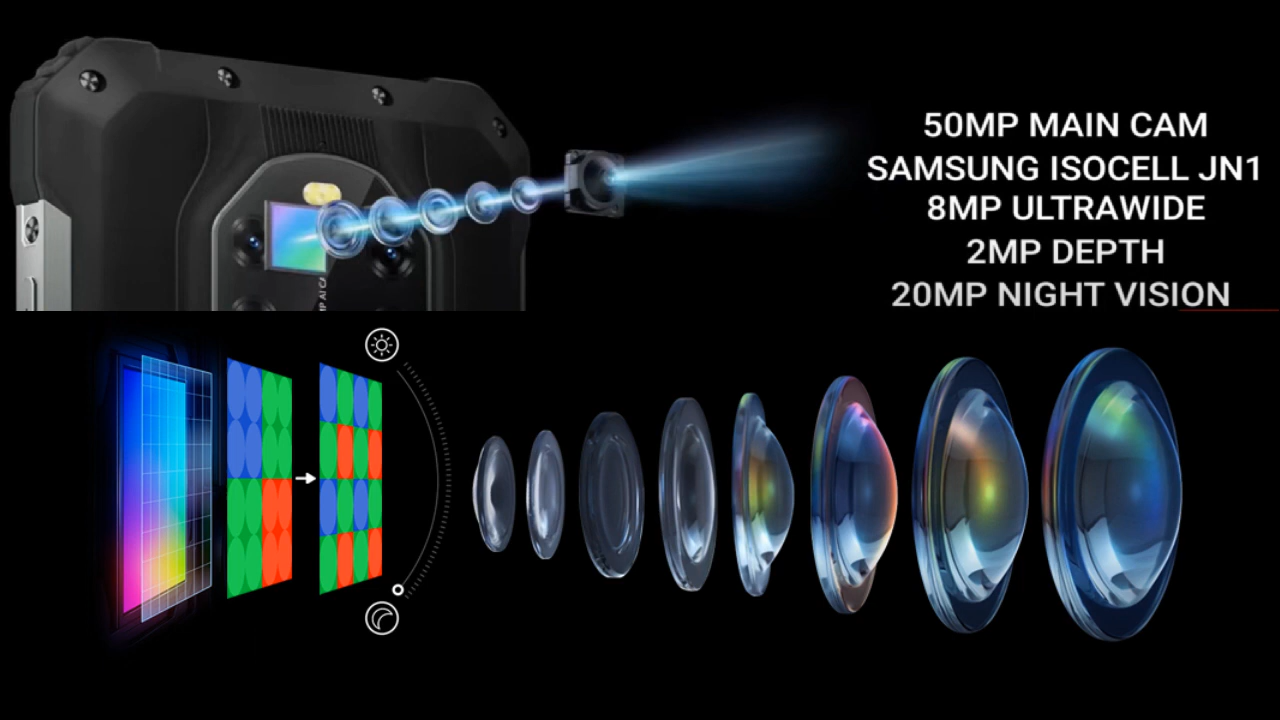 50MP MAIN CAM
SAMSUNG ISOCELL JN1
8MP ULTRAWIDE
2MP DEPTH
20MP NIGHT VISION